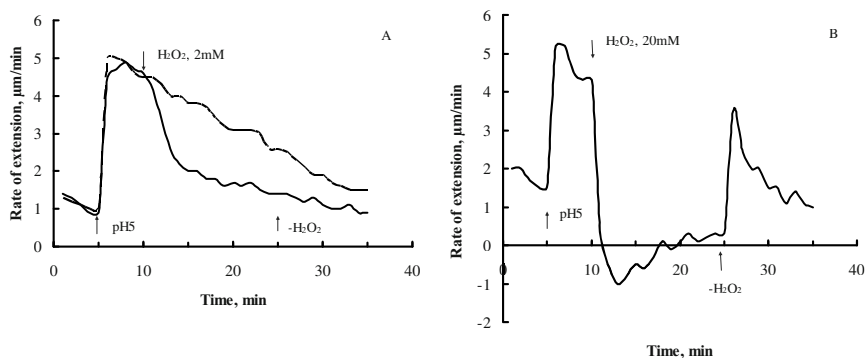 A
H₂O₂, 2mM
Rate of extension, µm/min
6
5
4
3
2
1
0
pH5
-H₂O₂
0
10
20
30
40
Time, min
B
H₂O₂, 20mM
Rate of extension, µm/min
6
5
4
3
2
1
0
-1
-2
pH5
0
10
20
30
40
-H₂O₂
Time, min